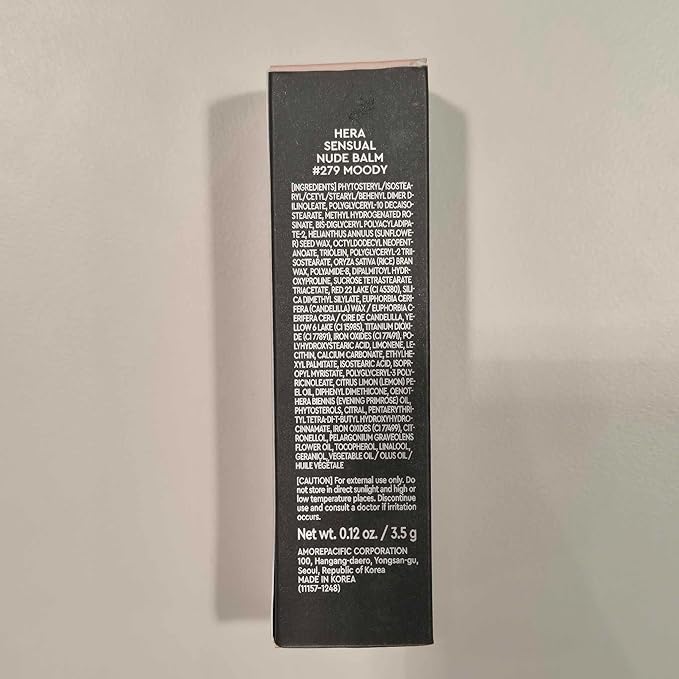 HERA
SENSUAL
NUDE BALM
#279 MOODY
[INGREDIENTS] PHYTOSTERYL/ISOSTEA-
RYL/CETYL/STEARYL/BEHENYL DIMER D
ILINOLEATE, POLYGLYCERYL-10 DECAISO-
STEARATE, METHYL HYDROGENATED RO-
SINATE, BIS-DIGLYCERYL POLYACYLADIPA-
TE-2, HELIANTHUS ANNUUS (SUNFLOWE-
R) SEED WAX, OCTYLDODECYL NEOPENT-
ANOATE, TRIOLEIN, POLYGLYCERYL-2 TRI-
ISOSTEARATE, ORYZA SATIVA (RICE) BRAN
WAX, POLYAMIDE-8, DIPALMITOYL HYDR-
OXYPROLINE, SUCROSE TETRASTEARATE
TRIACETATE, RED 22 LAKE (CI 45380), SILI-
CA DIMETHYL SILYLATE, EUPHORBIA CERI-
FERA (CANDELILLA) WAX / EUPHORBIA C-
ERIFERA CERA / CIRE DE CANDELILLA, YE-
LLOW 6 LAKE (CI 15985), TITANIUM DIOXI-
DE (CI 77891), IRON OXIDES (CI 77491), PO-
LYHYDROXYSTEARIC ACID, LIMONENE, LE-
CITHIN, CALCIUM CARBONATE, ETHYLHE-
XYL PALMITATE, ISOSTEARIC ACID, ISOPR-
OPYL MYRISTATE, POLYGLYCERYL-3 POLY-
RICINOLEATE, CITRUS LIMON (LEMON) PE-
EL OIL, DIPHENYL DIMETHICONE, OENOT-
HERA BIENNIS (EVENING PRIMROSE) OIL,
PHYTOSTEROLS, CITRAL, PENTAERYTHRI-
TYL TETRA-DI-T-BUTYL HYDROXYHYDRO-
CINNAMATE, IRON OXIDES (CI 77499), CIT-
RONELLOL, PELARGONIUM GRAVEOLENS
FLOWER OIL, TOCOPHEROL, LINALOOL,
GERANIOL, VEGETABLE OIL / OLUS OIL /
HUILE VÉGÉTALE
[CAUTION] For external use only. Do
not store in direct sunlight and high or
low temperature places. Discontinue
use and consult a doctor if irritation
occurs.
Net wt. 0.12 oz. / 3.5 g
AMOREPACIFIC CORPORATION
100, Hangang-daero, Yongsan-gu,
Seoul, Republic of Korea
MADE IN KOREA
(11157-1248)